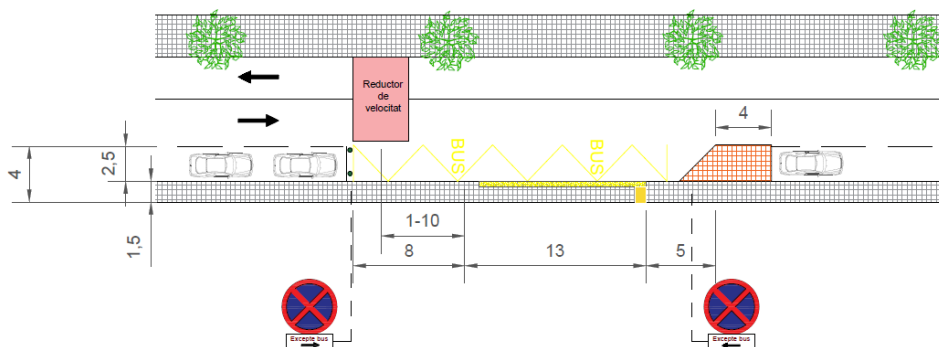 Reductor
de
velocitat
BUS
BUS
4
4
2,5
1,5
1-10
8
13
5
Excepte bus
Excepte bus